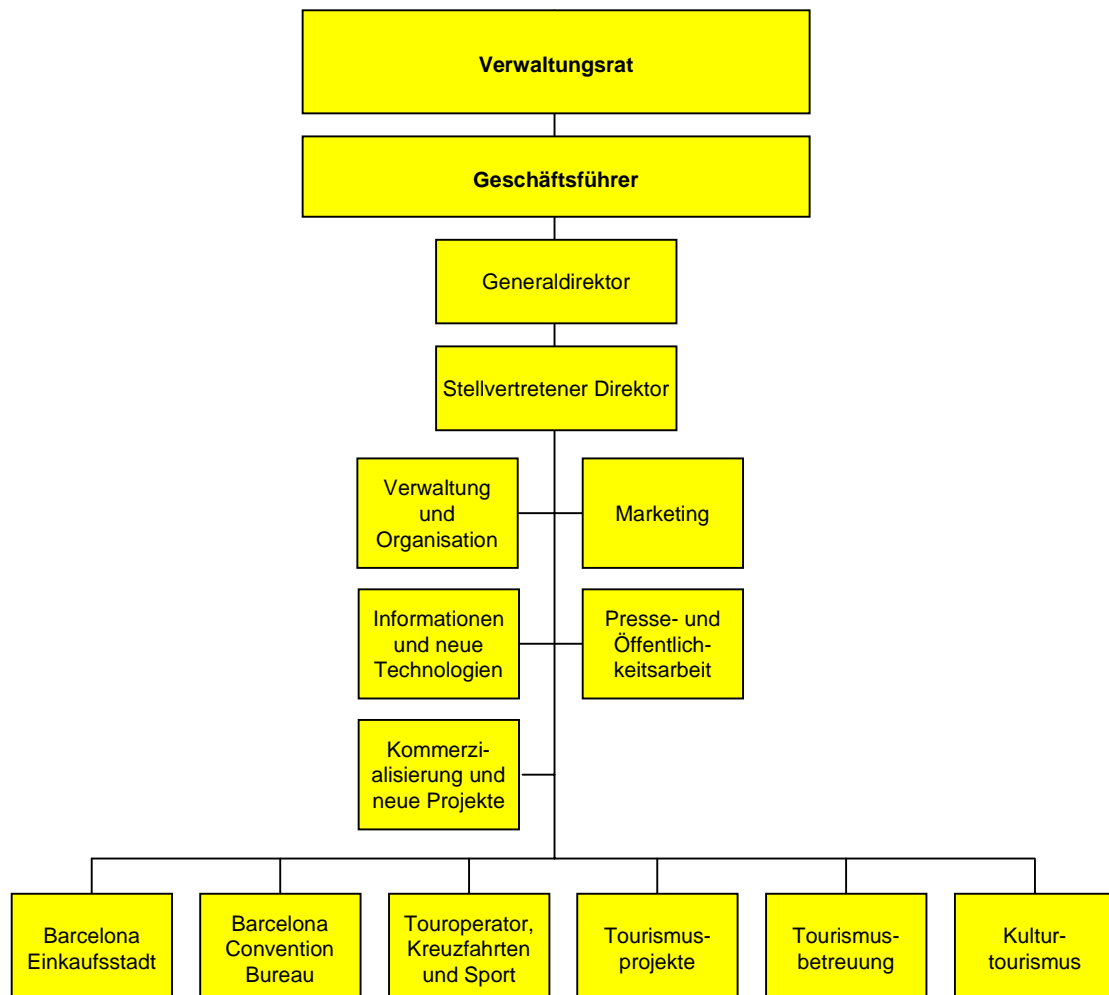 Verwaltungsrat
Geschäftsführer
Generaldirektor
Stellvertretener Direktor
Verwaltung
und
Organisation
Marketing
Informationen
und neue
Technologien
Presse- und
Öffentlich-
keitsarbeit
Kommerzi-
alisierung und
neue Projekte
Barcelona
Einkaufsstadt
Barcelona
Convention
Bureau
Touroperator,
Kreuzfahrten
und Sport
Tourismus-
projekte
Tourismus-
betreuung
Kultur-
tourismus